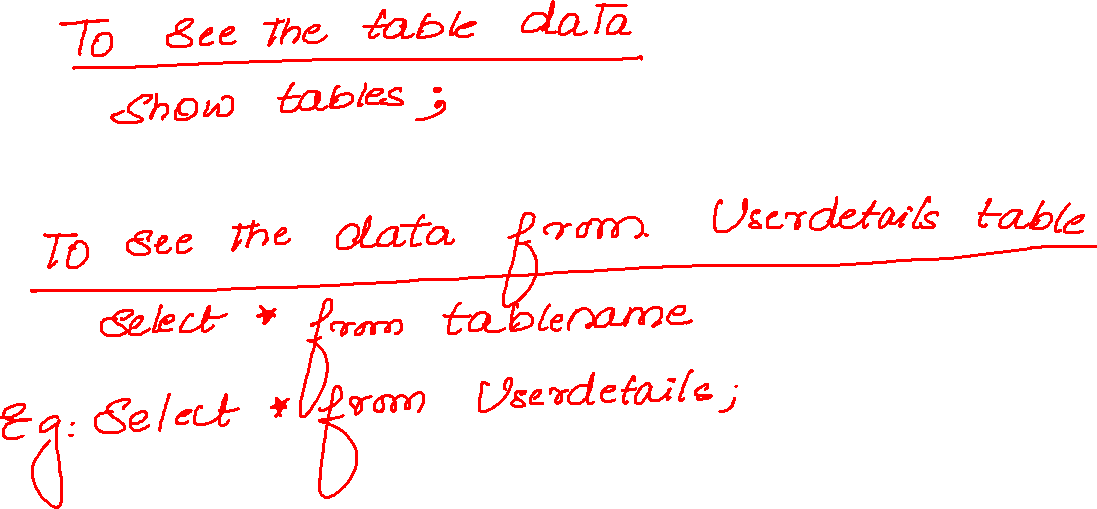 To see the table data
show tables;
To see the data from Userdetails table
select * from tablename
Eg: select * from Userdetails;